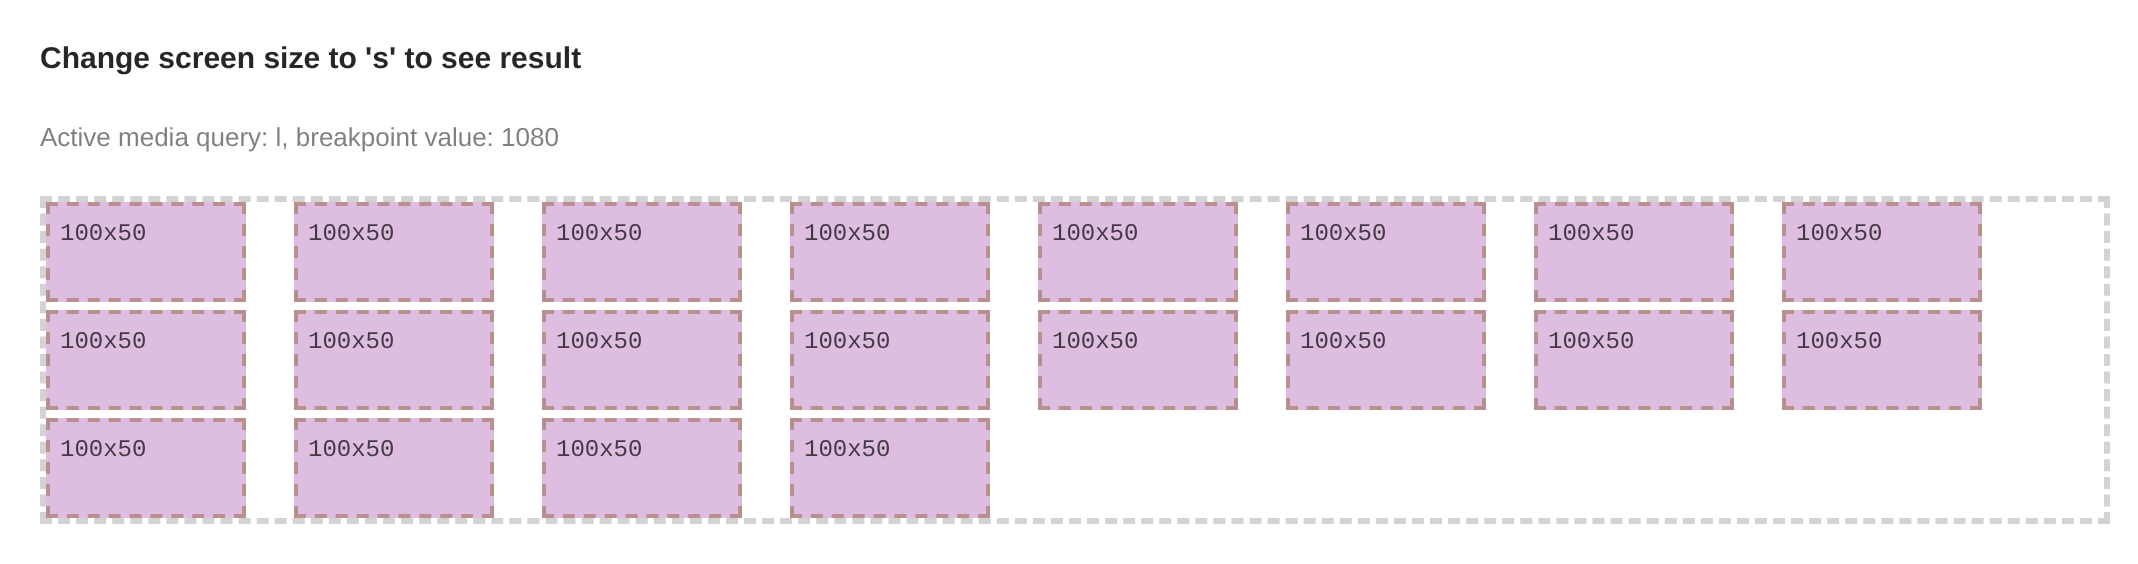 Change screen size to 's' to see result
Active media query: l, breakpoint value: 1080
100x50 100x50 100x50 100x50 100x50 100x50 100x50 100x50
100x50 100x50 100x50 100x50 100x50 100x50 100x50 100x50
100x50 100x50 100x50 100x50